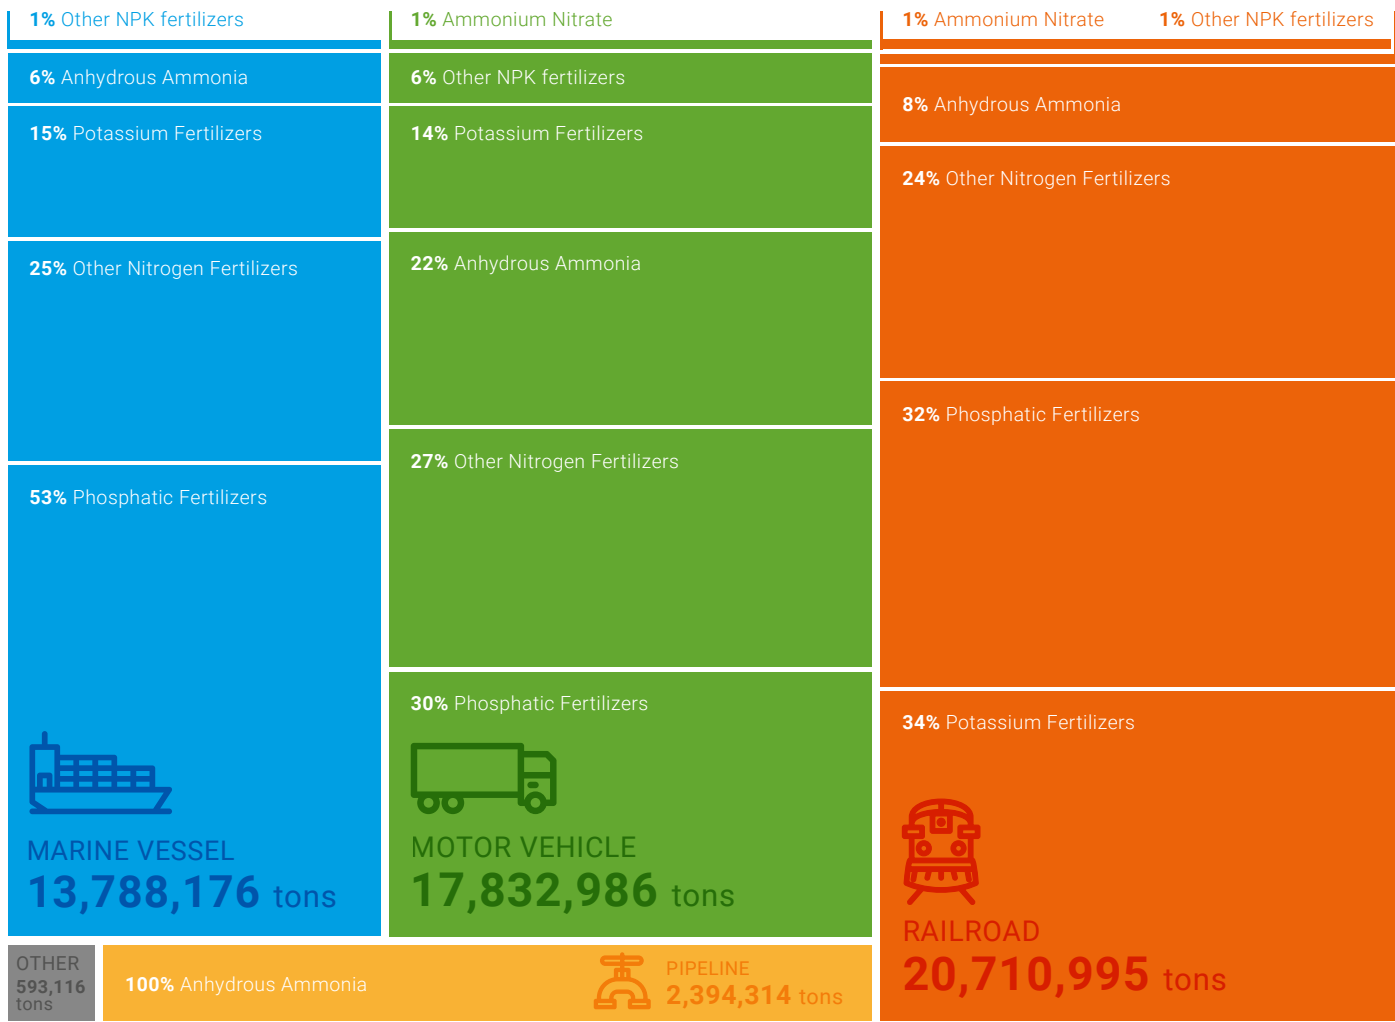 1% Other NPK fertilizers
6% Anhydrous Ammonia
15% Potassium Fertilizers
25% Other Nitrogen Fertilizers
53% Phosphatic Fertilizers
MARINE VESSEL
13,788,176 tons
1% Ammonium Nitrate
6% Other NPK fertilizers
14% Potassium Fertilizers
22% Anhydrous Ammonia
27% Other Nitrogen Fertilizers
30% Phosphatic Fertilizers
MOTOR VEHICLE
17,832,986 tons
1% Ammonium Nitrate 1% Other NPK fertilizers
8% Anhydrous Ammonia
24% Other Nitrogen Fertilizers
32% Phosphatic Fertilizers
34% Potassium Fertilizers
RAILROAD
20,710,995 tons
OTHER
593,116
tons
100% Anhydrous Ammonia
PIPELINE
2,394,314 tons